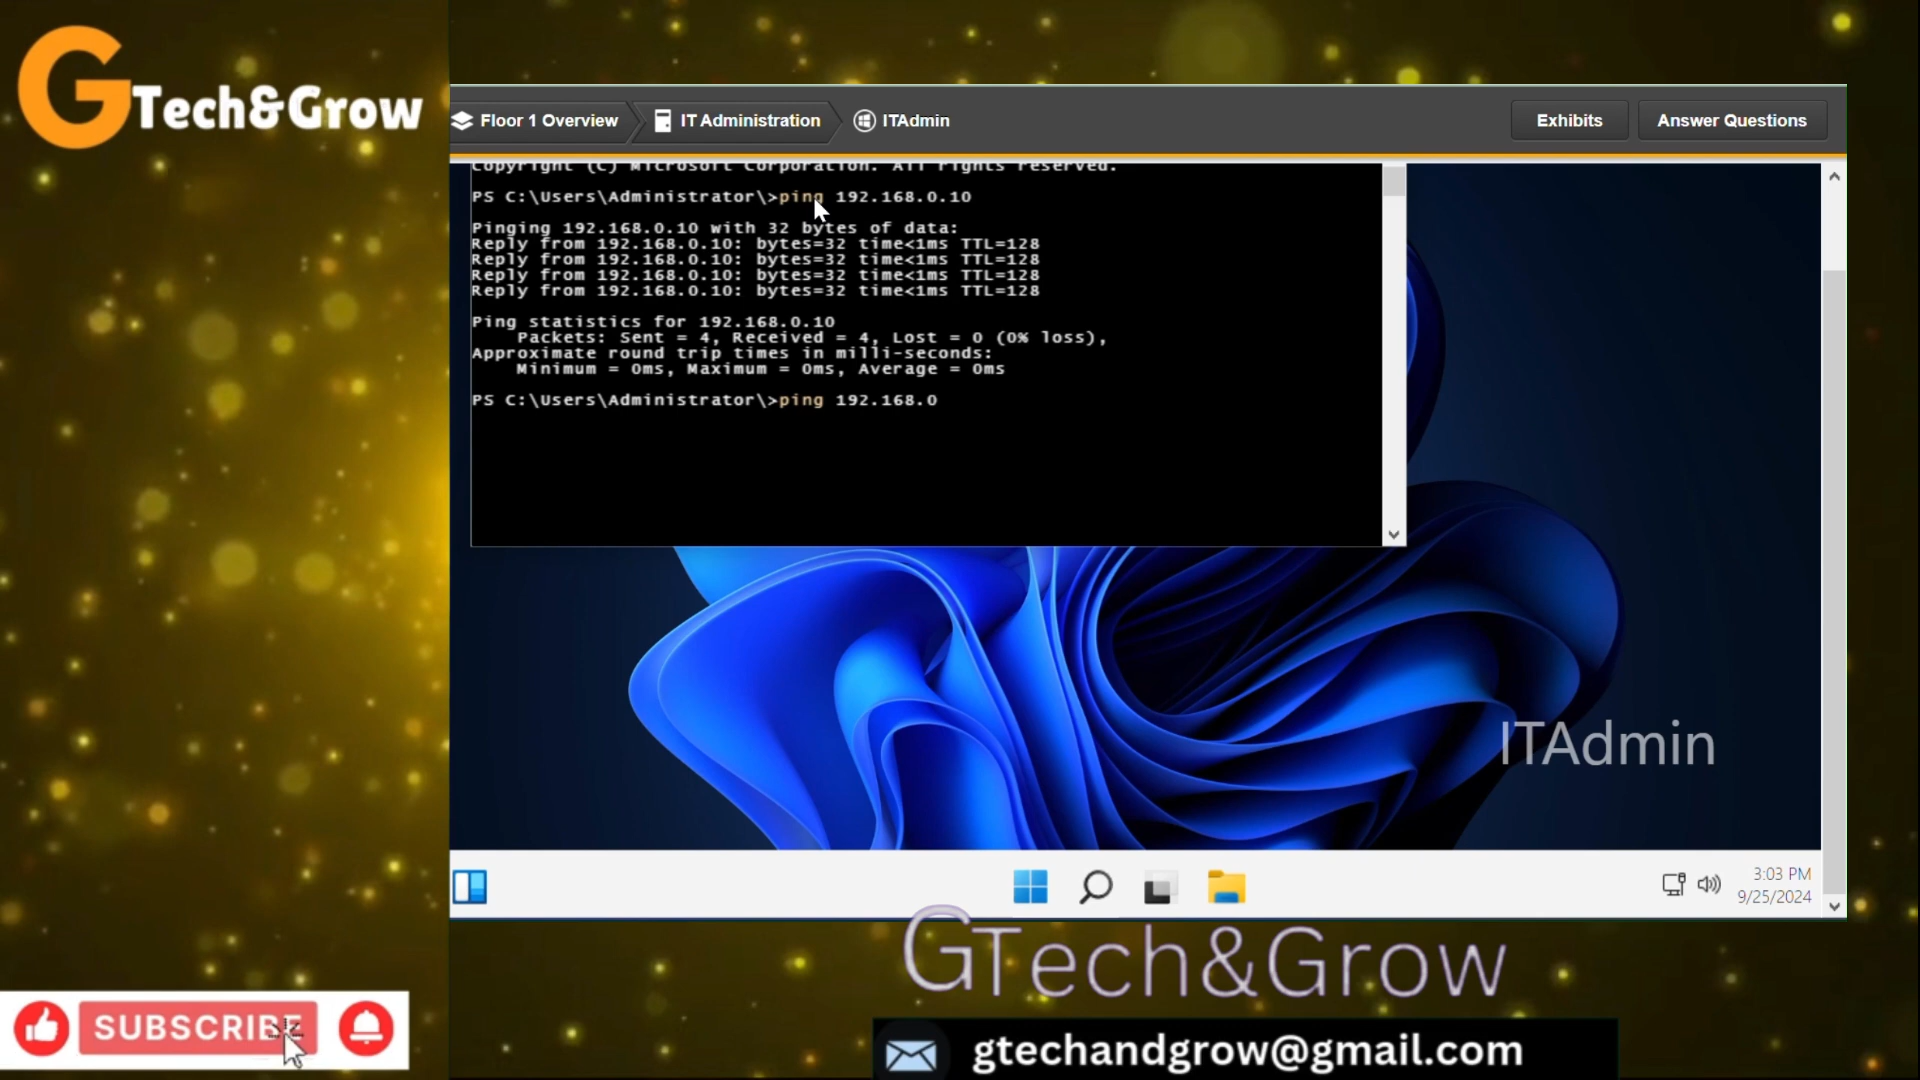 GTech&Grow
Floor 1 Overview
IT Administration
ITAdmin
Exhibits
Answer Questions
Copyright (C) Microsoft Corporation. All rights reserved.
PS C:\Users\Administrator\>ping 192.168.0.10
Pinging 192.168.0.10 with 32 bytes of data:
Reply from 192.168.0.10: bytes=32 time<1ms TTL=128
Reply from 192.168.0.10: bytes=32 time<1ms TTL=128
Reply from 192.168.0.10: bytes=32 time<1ms TTL=128
Reply from 192.168.0.10: bytes=32 time<1ms TTL=128
Ping statistics for 192.168.0.10
Packets: Sent = 4, Received = 4, Lost = 0 (0% loss),
Approximate round trip times in milli-seconds:
Minimum = 0ms, Maximum = 0ms, Average = 0ms
PS C:\Users\Administrator\>ping 192.168.0
ITAdmin
3:03 PM
9/25/2024
GTech&Grow
SUBSCRIBE
gtechandgrow@gmail.com